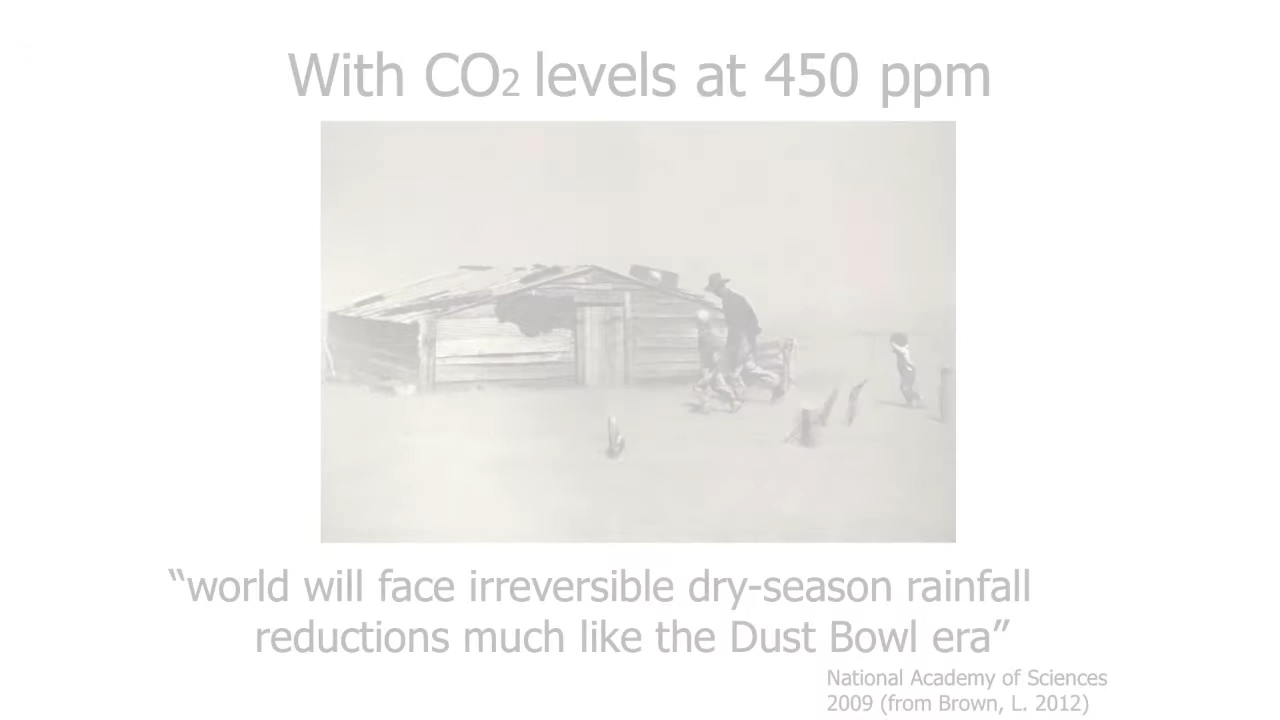 With CO2 levels at 450 ppm
“world will face irreversible dry-season rainfall
reductions much like the Dust Bowl era”
National Academy of Sciences
2009 (from Brown, L. 2012)